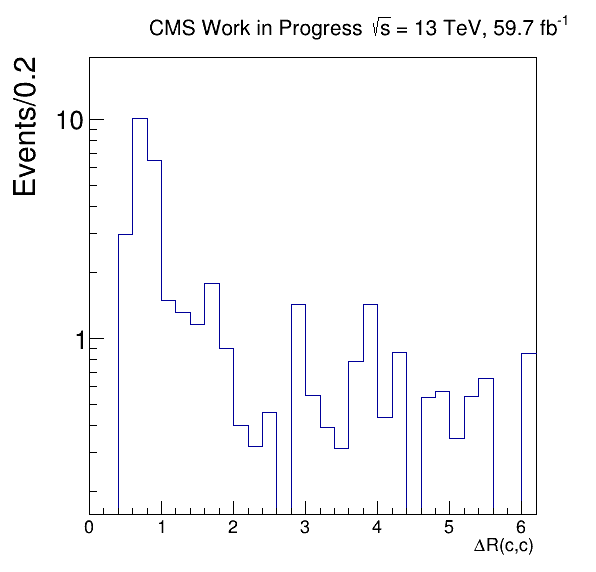 CMS Work in Progress √s = 13 TeV, 59.7 fb⁻¹
Events/0.2
10
1
0 1 2 3 4 5 6
ΔR(c,c)